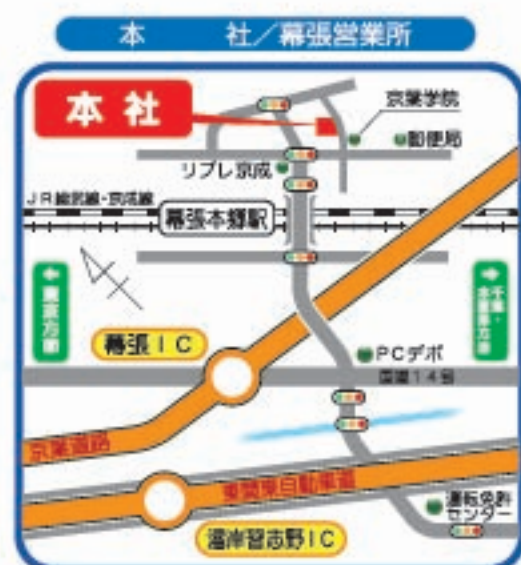 本　　社／幕張営業所
本社
京葉学院
郵便局
リブレ京成
JR総武線・京成線
幕張本郷駅
東京方面
千葉・木更津方面
幕張IC
PCデポ
国道14号
京葉道路
東関東自動車道
湾岸習志野IC
運転免許
センター